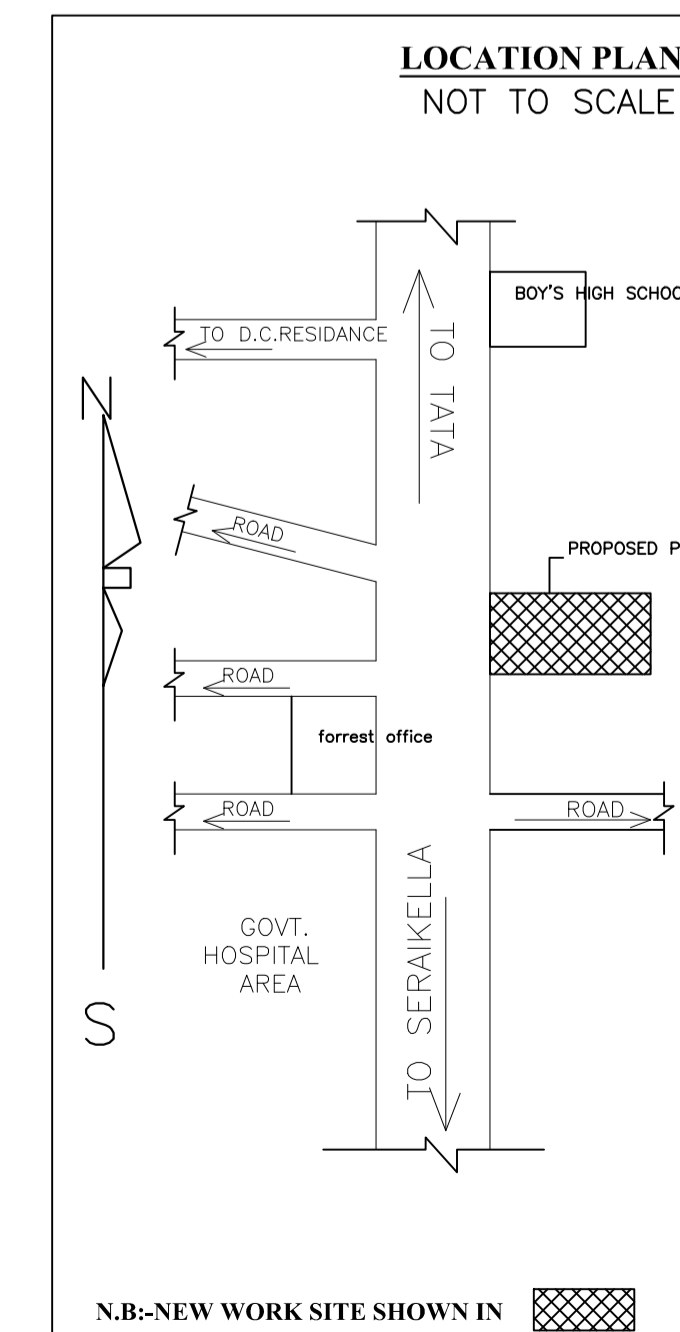 LOCATION PLAN
NOT TO SCALE
BOY'S HIGH SCHOO
TO D.C.RESIDANCE
TO TATA
N
ROAD
PROPOSED P
ROAD
forrest office
ROAD
ROAD
TO SERAIKELLA
GOVT.
HOSPITAL
AREA
S
N.B:-NEW WORK SITE SHOWN IN